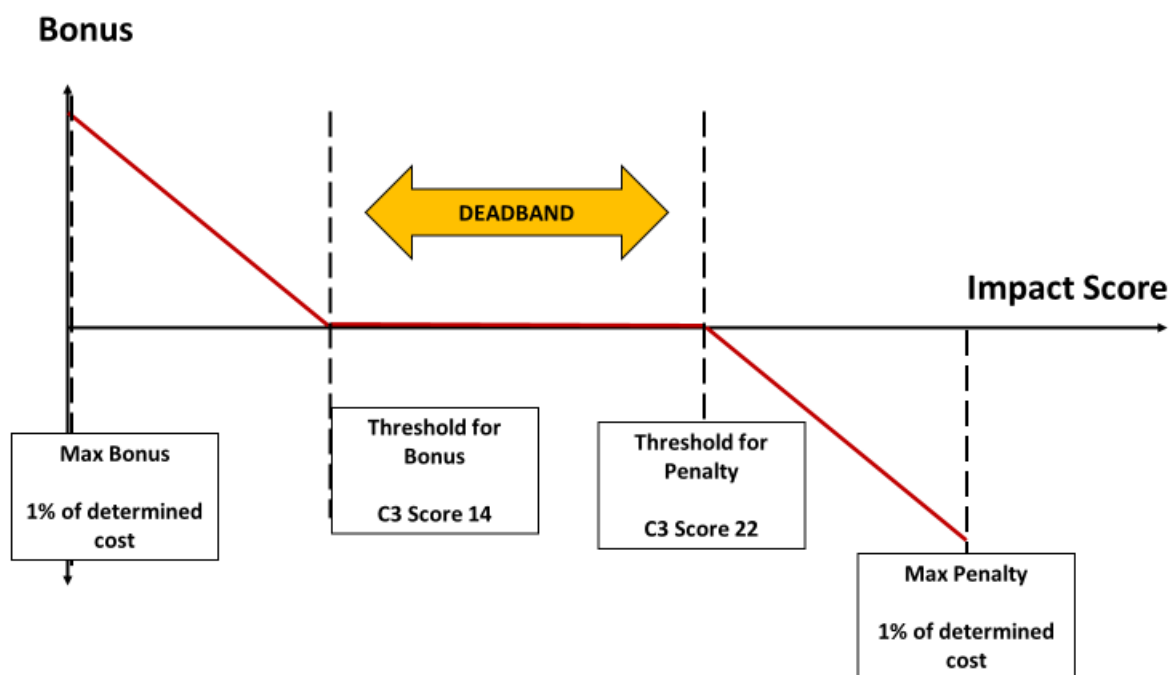 Bonus
DEADBAND
Impact Score
Threshold for
Bonus
C3 Score 14
Threshold for
Penalty
C3 Score 22
Max Bonus
1% of determined
cost
Max Penalty
1% of determined
cost